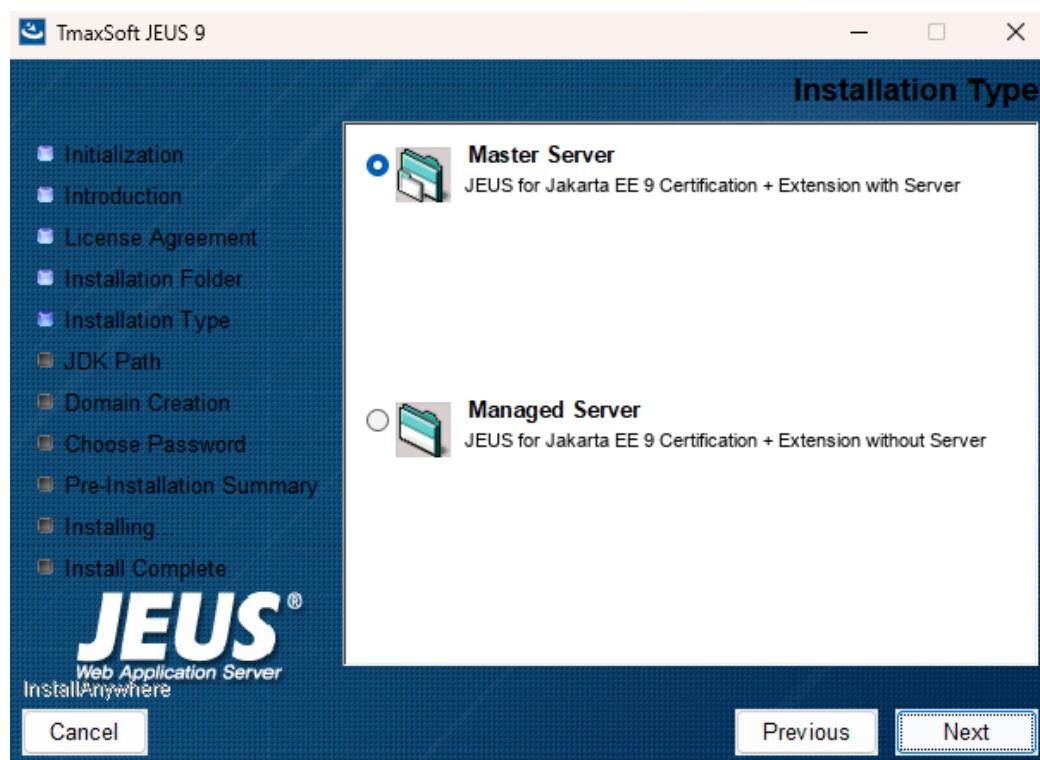 TmaxSoft JEUS 9
Installation Type
Initialization
Introduction
License Agreement
Installation Folder
Installation Type
JDK Path
Domain Creation
Choose Password
Pre-Installation Summary
Installing...
Install Complete
Master Server
JEUS for Jakarta EE 9 Certification + Extension with Server
Managed Server
JEUS for Jakarta EE 9 Certification + Extension without Server
JEUS®
Web Application Server
InstallAnywhere
Cancel
Previous
Next